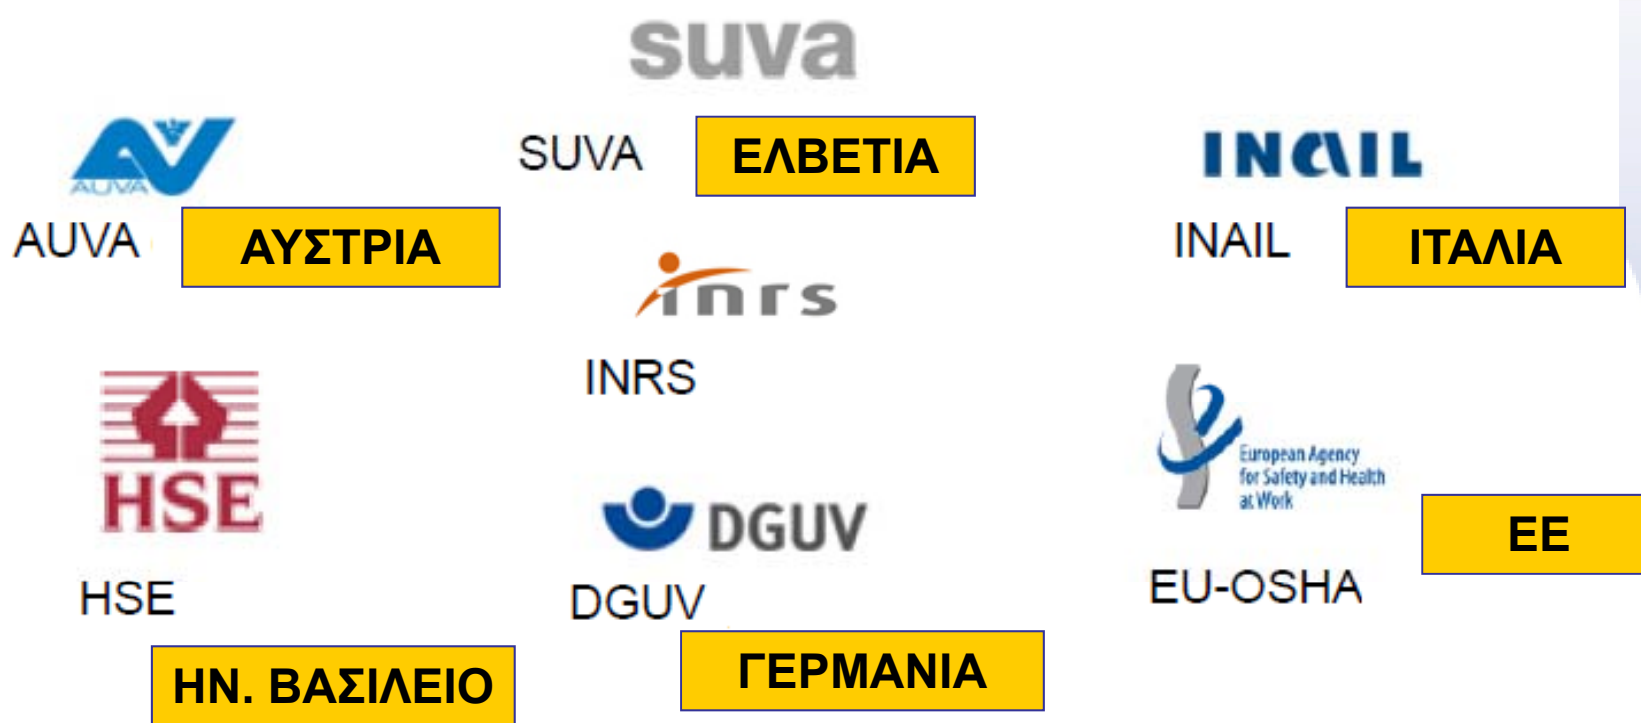 suva
SUVA
ΕΛΒΕΤΙΑ
AUVA
AUVA
ΑΥΣΤΡΙΑ
INAIL
INAIL
ΙΤΑΛΙΑ
inrs
INRS
HSE
HSE
ΗΝ. ΒΑΣΙΛΕΙΟ
DGUV
DGUV
ΓΕΡΜΑΝΙΑ
European Agency
for Safety and Health
at Work
EU-OSHA
ΕΕ